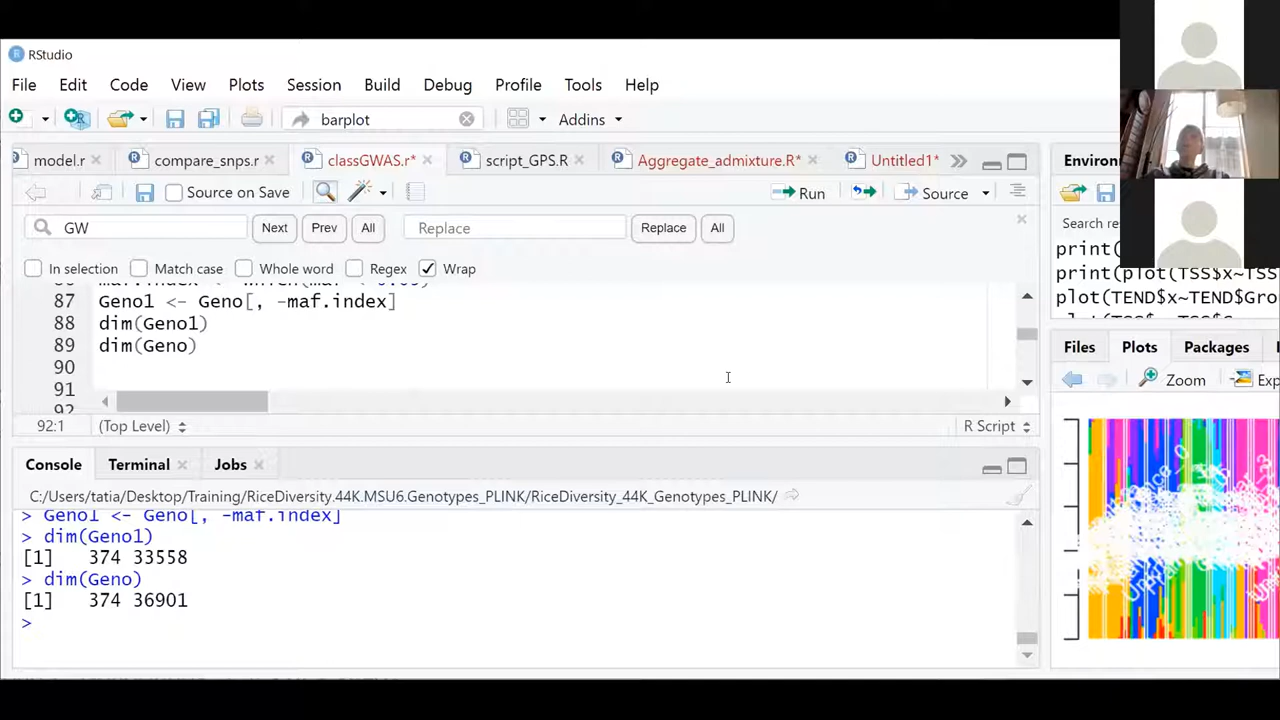 RStudio
File Edit Code View Plots Session Build Debug Profile Tools Help
barplot Addins
model.r compare_snps.r classGWAS.r* script_GPS.R Aggregate_admixture.R* Untitled1*
Source on Save Run Source
GW Next Prev All Replace Replace All
In selection Match case Whole word Regex Wrap
87 Geno1 <- Geno[, -maf.index]
88 dim(Geno1)
89 dim(Geno)
90
91
92
92:1 (Top Level) R Script
Console Terminal Jobs
C:/Users/tatia/Desktop/Training/RiceDiversity.44K.MSU6.Genotypes_PLINK/RiceDiversity_44K_Genotypes_PLINK/
> Geno1 <- Geno[, -maf.index]
> dim(Geno1)
[1] 374 33558
> dim(Geno)
[1] 374 36901
>
Environ
Search re
print(plot(TSS$x~TSS$
print(plot(TEND$x~TEN
plot(TEND$x~TEND$Gro
Files Plots Packages
Zoom Exp